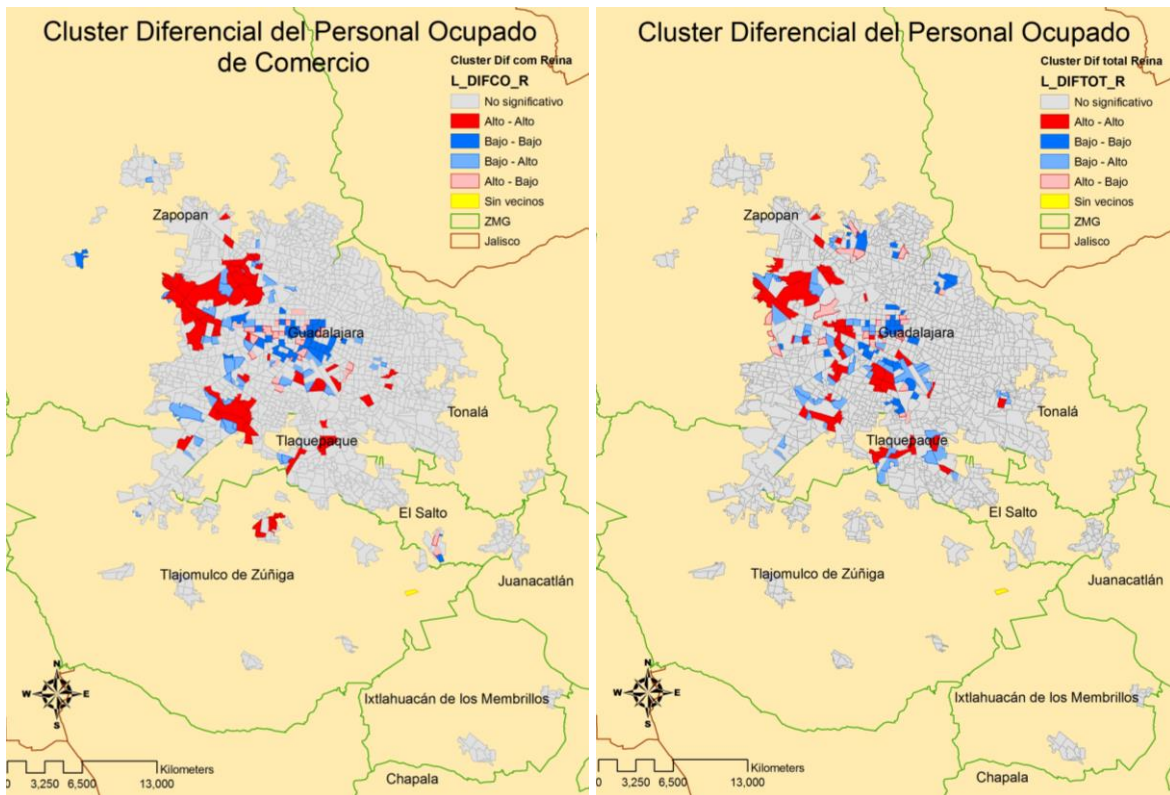 Cluster Diferencial del Personal Ocupado
de Comercio
Cluster Dif com Reina
L_DIFCO_R
No significativo
Alto - Alto
Bajo - Bajo
Bajo - Alto
Alto - Bajo
Sin vecinos
ZMG
Jalisco
Zapopan
Guadalajara
Tonalá
Tlaquepaque
El Salto
Tlajomulco de Zúñiga
Juanacatlán
Ixtlahuacán de los Membrillos
Chapala
N
W E
S
0 3,250 6,500 13,000
Kilometers
Cluster Diferencial del Personal Ocupado
Cluster Dif total Reina
L_DIFTOT_R
No significativo
Alto - Alto
Bajo - Bajo
Bajo - Alto
Alto - Bajo
Sin vecinos
ZMG
Jalisco
Zapopan
Guadalajara
Tonalá
Tlaquepaque
El Salto
Tlajomulco de Zúñiga
Juanacatlán
Ixtlahuacán de los Membrillos
Chapala
N
W E
S
0 3,250 6,500 13,000
Kilometers